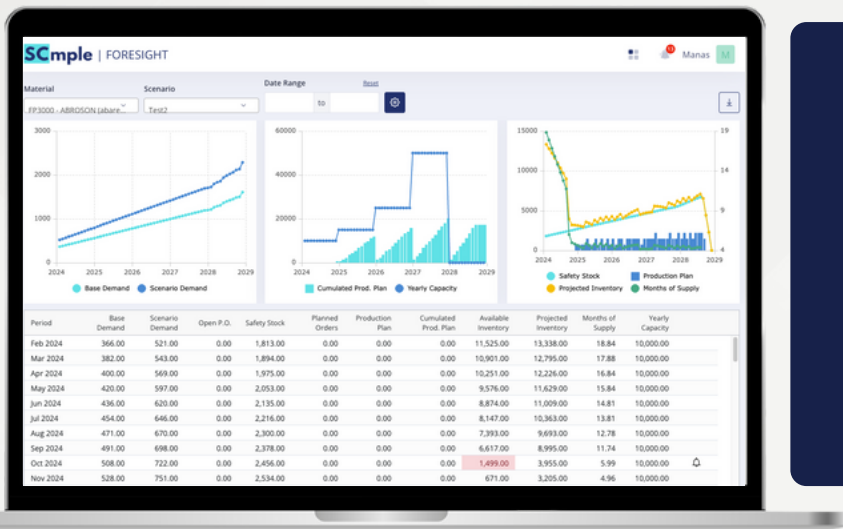 SCmple | FORESIGHT
13
Manas M
Material
Scenario
Date Range
Reset
FP3000 - ABROSON (abare...
Test2
to
3000
2000
1000
0
2024 2025 2026 2027 2028 2029
Base Demand Scenario Demand
60000
40000
20000
0
2024 2025 2026 2027 2028 2029
Cumulated Prod. Plan Yearly Capacity
15000 19
10000 14
5000 9
0 4
2024 2025 2026 2027 2028 2029
Safety Stock Production Plan
Projected Inventory Months of Supply
Period Base Demand Scenario Demand Open P.O. Safety Stock Planned Orders Production Plan Cumulated Prod. Plan Available Inventory Projected Inventory Months of Supply Yearly Capacity
Feb 2024 366.00 521.00 0.00 1,813.00 0.00 0.00 0.00 11,525.00 13,338.00 18.84 10,000.00
Mar 2024 382.00 543.00 0.00 1,894.00 0.00 0.00 0.00 10,901.00 12,795.00 17.88 10,000.00
Apr 2024 400.00 569.00 0.00 1,975.00 0.00 0.00 0.00 10,251.00 12,226.00 16.84 10,000.00
May 2024 420.00 597.00 0.00 2,053.00 0.00 0.00 0.00 9,576.00 11,629.00 15.84 10,000.00
Jun 2024 436.00 620.00 0.00 2,135.00 0.00 0.00 0.00 8,874.00 11,009.00 14.81 10,000.00
Jul 2024 454.00 646.00 0.00 2,216.00 0.00 0.00 0.00 8,147.00 10,363.00 13.81 10,000.00
Aug 2024 471.00 670.00 0.00 2,300.00 0.00 0.00 0.00 7,393.00 9,693.00 12.78 10,000.00
Sep 2024 491.00 698.00 0.00 2,378.00 0.00 0.00 0.00 6,617.00 8,995.00 11.74 10,000.00
Oct 2024 508.00 722.00 0.00 2,456.00 0.00 0.00 0.00 1,499.00 3,955.00 5.99 10,000.00
Nov 2024 528.00 751.00 0.00 2,534.00 0.00 0.00 0.00 671.00 3,205.00 4.96 10,000.00